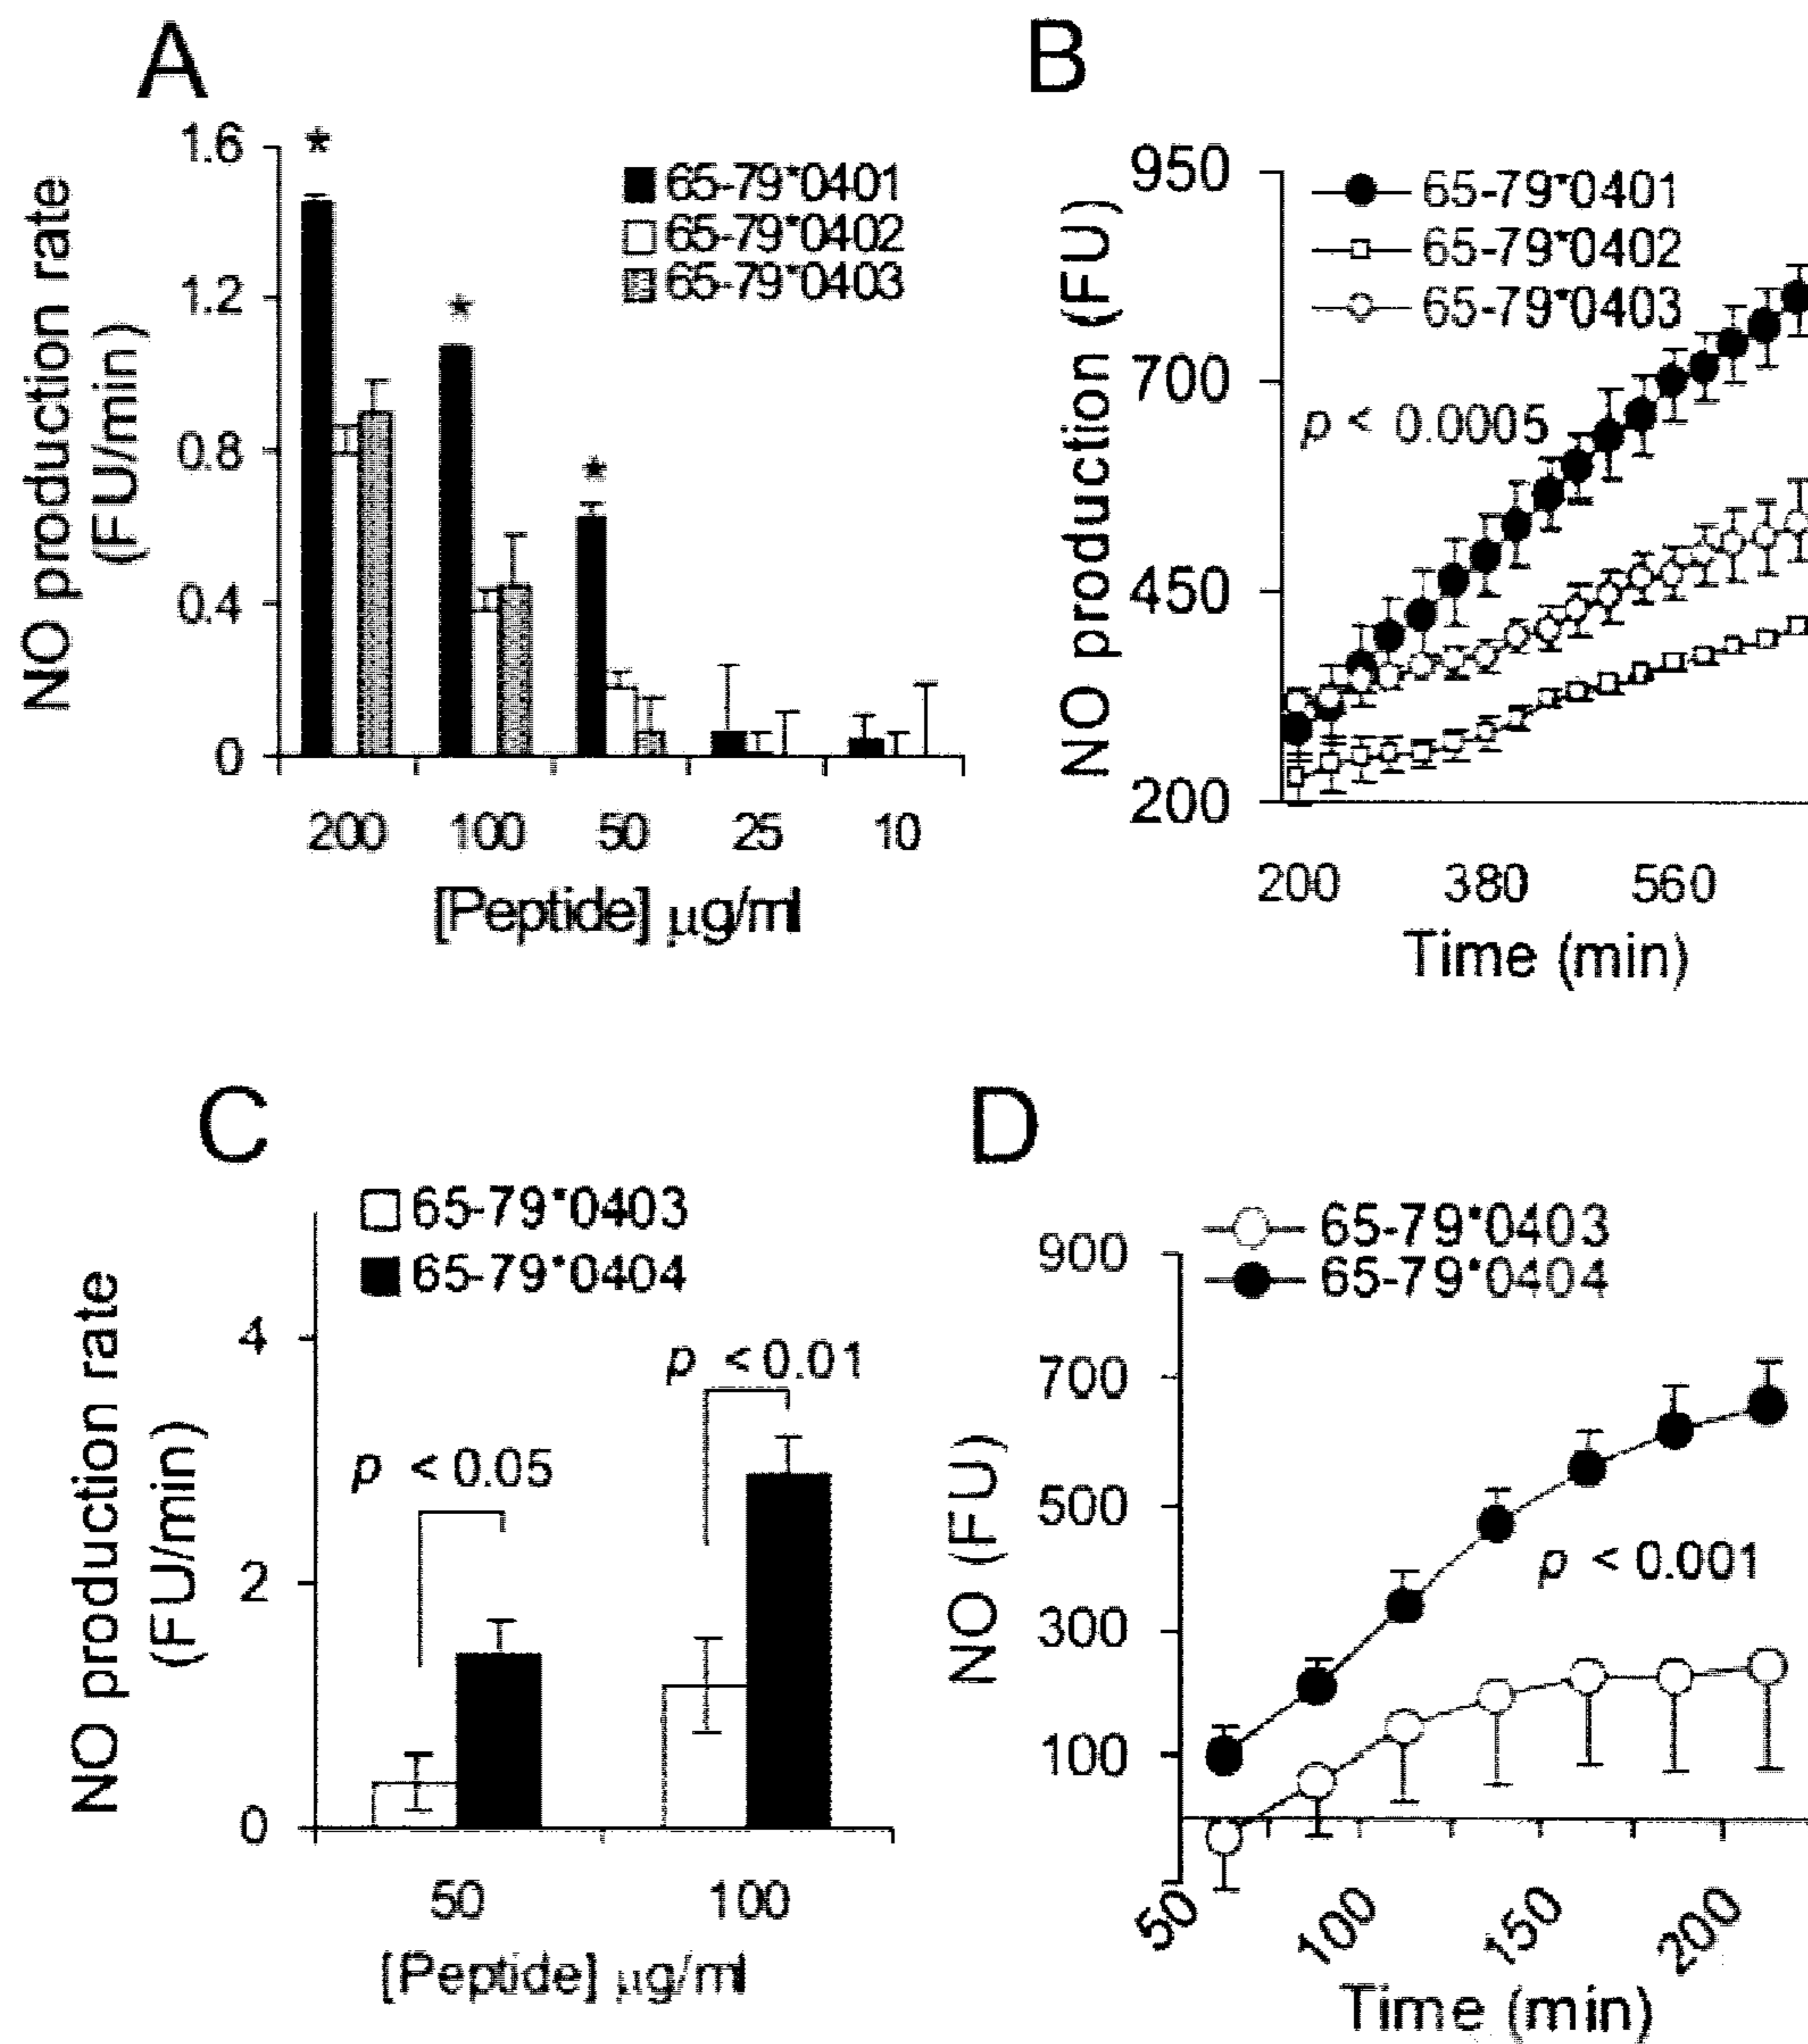 A
NO production rate
(FU/min)
1.6
1.2
0.8
0.4
0
*
*
*
65-79*0401
65-79*0402
65-79*0403
200 100 50 25 10
[Peptide] µg/ml
B
NO production (FU)
950
700
450
200
65-79*0401
65-79*0402
65-79*0403
p < 0.0005
200 380 560
Time (min)
C
65-79*0403
65-79*0404
NO production rate
(FU/min)
4
2
0
p < 0.05
p < 0.01
50 100
[Peptide] µg/ml
D
65-79*0403
65-79*0404
NO (FU)
900
700
500
300
100
p < 0.001
50 100 150 200
Time (min)